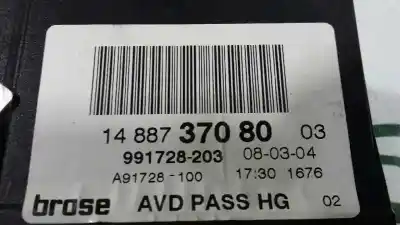 14 887 370 80 03
991728-203 08-03-04
A91728-100 17:30 1676
brose AVD PASS HG 02